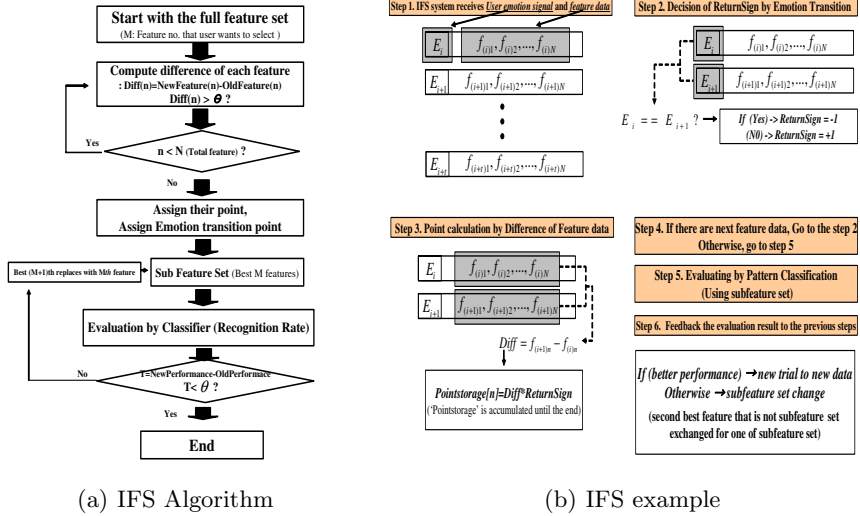 Start with the full feature set
(M: Feature no. that user wants to select )
Compute difference of each feature
: Diff(n)=NewFeature(n)-OldFeature(n)
Diff(n) > θ ?
Yes
n < N (Total feature) ?
No
Assign their point,
Assign Emotion transition point
Best (M+1)th replaces with Mth feature
Sub Feature Set (Best M features)
Evaluation by Classifier (Recognition Rate)
No
T=NewPerformance-OldPerformace
T< θ ?
Yes
End
(a) IFS Algorithm
Step 1. IFS system receives User emotion signal and feature data
E_i f_(i)1, f_(i)2,..., f_(i)N
E_i+1 f_(i+1)1, f_(i+1)2,..., f_(i+1)N
E_i+t f_(i+t)1, f_(i+t)2,..., f_(i+t)N
Step 2. Decision of ReturnSign by Emotion Transition
E_i f_(i)1, f_(i)2,..., f_(i)N
E_i+1 f_(i+1)1, f_(i+1)2,..., f_(i+1)N
E_i == E_i+1 ?
If (Yes) -> ReturnSign = -1
(N0) -> ReturnSign = +1
Step 3. Point calculation by Difference of Feature data
E_i f_(i)1, f_(i)2,..., f_(i)N
E_i+1 f_(i+1)1, f_(i+1)2,..., f_(i+1)N
Diff = f_(i+1)n − f_(i)n
Pointstorage[n]=Diff*ReturnSign
('Pointstorage' is accumulated until the end)
Step 4. If there are next feature data, Go to the step 2
Otherwise, go to step 5
Step 5. Evaluating by Pattern Classification
(Using subfeature set)
Step 6. Feedback the evaluation result to the previous steps
If (better performance) → new trial to new data
Otherwise → subfeature set change
(second best feature that is not subfeature set
exchanged for one of subfeature set)
(b) IFS example